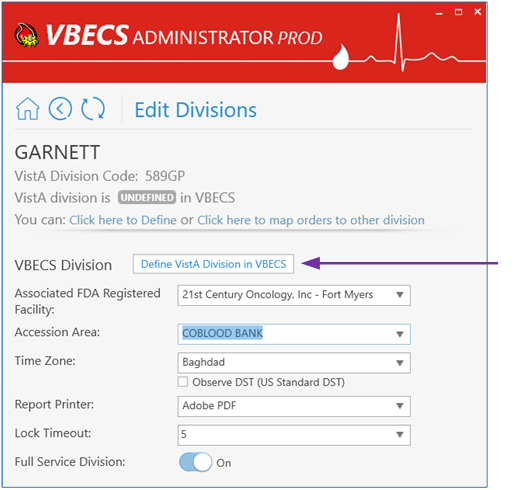 VBECS ADMINISTRATOR PROD
Edit Divisions
GARNETT
VistA Division Code: 589GP
VistA division is UNDEFINED in VBECS
You can: Click here to Define or Click here to map orders to other division
VBECS Division Define VistA Division in VBECS
Associated FDA Registered
Facility: 21st Century Oncology, Inc - Fort Myers
Accession Area: COBLOOD BANK
Time Zone: Baghdad
Observe DST (US Standard DST)
Report Printer: Adobe PDF
Lock Timeout: 5
Full Service Division: On